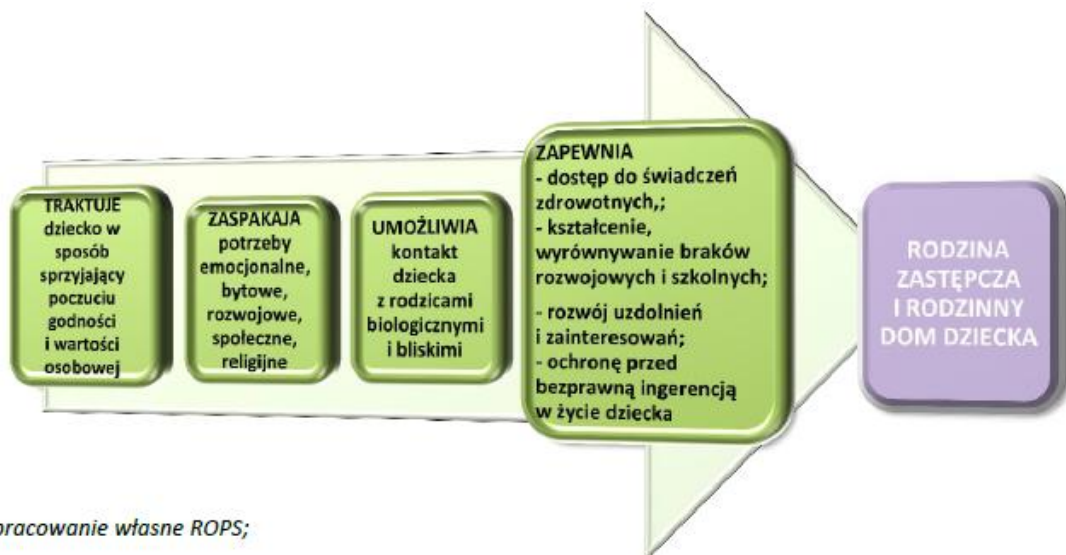 TRAKTUJE
dziecko w
sposób
sprzyjający
poczuciu
godności
i wartości
osobowej
ZASPAKAJA
potrzeby
emocjonalne,
bytowe,
rozwojowe,
społeczne,
religijne
UMOŻLIWIA
kontakt
dziecka
z rodzicami
biologicznymi
i bliskimi
ZAPEWNIA
- dostęp do świadczeń
zdrowotnych,;
- kształcenie,
wyrównywanie braków
rozwojowych i szkolnych;
- rozwój uzdolnień
i zainteresowań;
- ochronę przed
bezprawną ingerencją
w życie dziecka
RODZINA
ZASTĘPCZA
I RODZINNY
DOM DZIECKA
pracowanie własne ROPS;